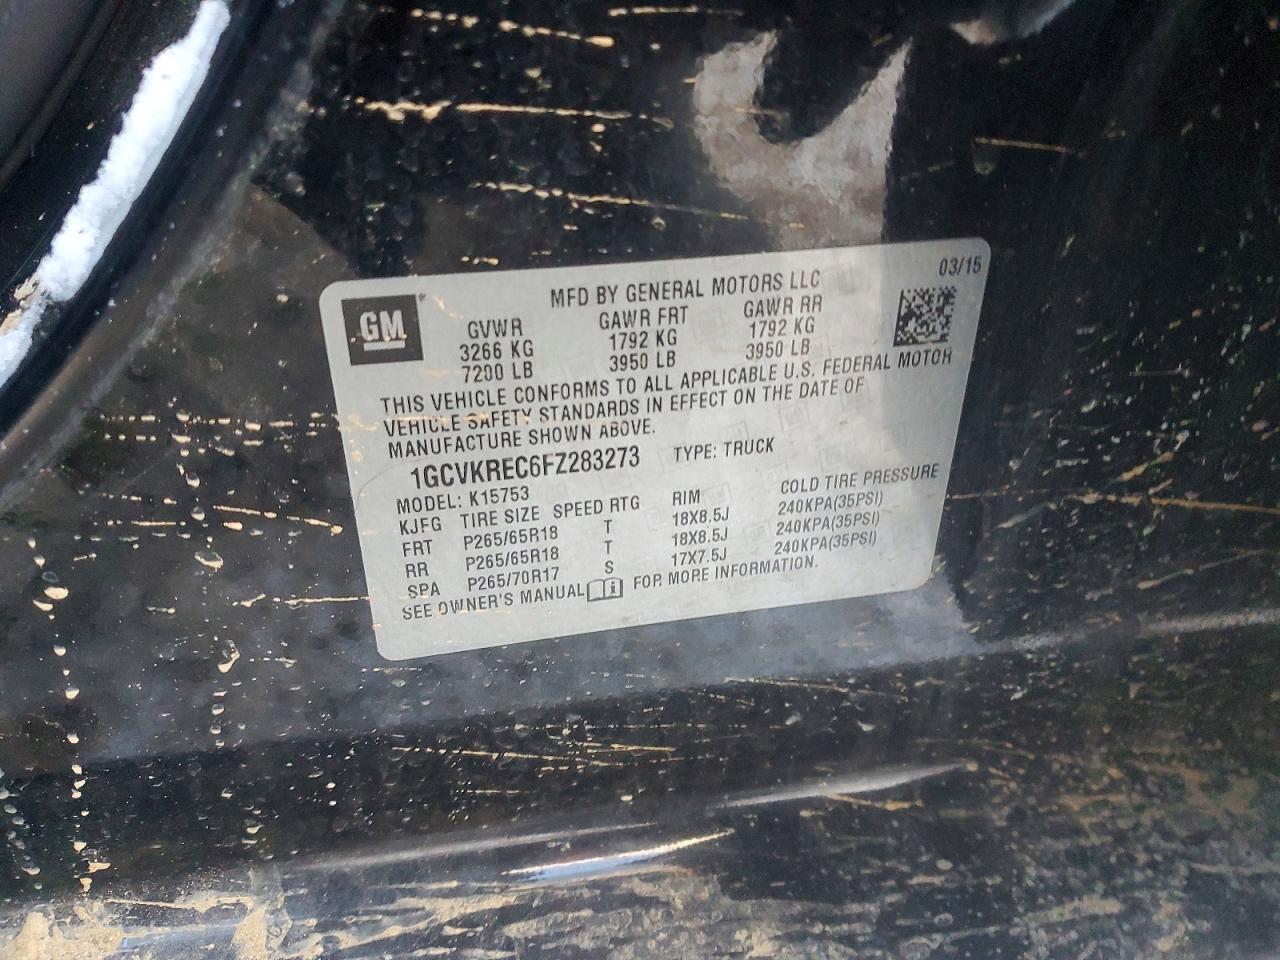 GM
MFD BY GENERAL MOTORS LLC 03/15
GVWR GAWR FRT GAWR RR
3266 KG 1792 KG 1792 KG
7200 LB 3950 LB 3950 LB
THIS VEHICLE CONFORMS TO ALL APPLICABLE U.S. FEDERAL MOTOR
VEHICLE SAFETY STANDARDS IN EFFECT ON THE DATE OF
MANUFACTURE SHOWN ABOVE.
1GCVKREC6FZ283273 TYPE: TRUCK
MODEL: K15753
KJFG TIRE SIZE SPEED RTG RIM COLD TIRE PRESSURE
FRT P265/65R18 T 18X8.5J 240KPA(35PSI)
RR P265/65R18 T 18X8.5J 240KPA(35PSI)
SPA P265/70R17 S 17X7.5J 240KPA(35PSI)
SEE OWNER'S MANUAL i FOR MORE INFORMATION.